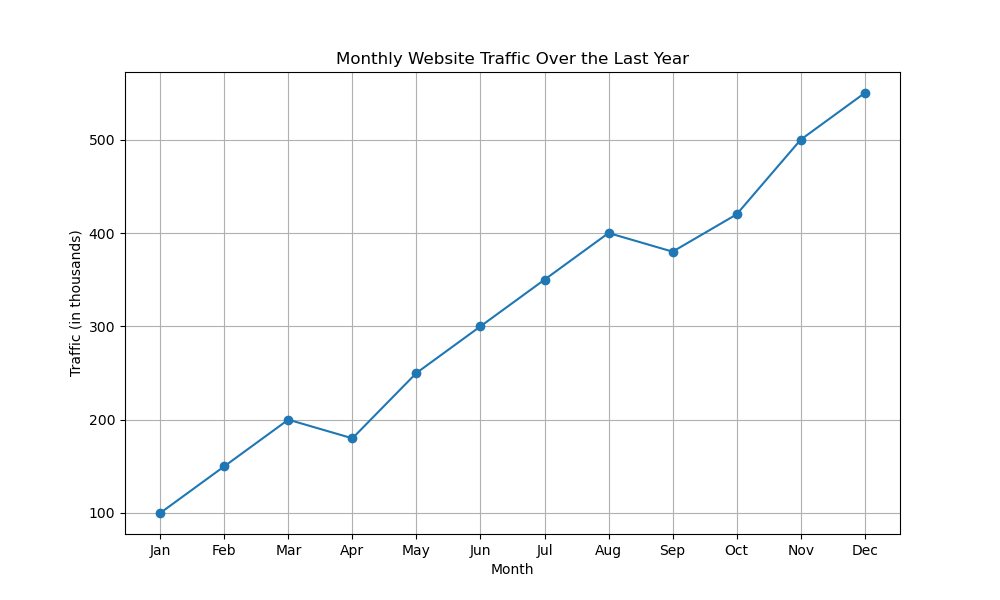 Monthly Website Traffic Over the Last Year
Traffic (in thousands)
500
400
300
200
100
Jan Feb Mar Apr May Jun Jul Aug Sep Oct Nov Dec
Month